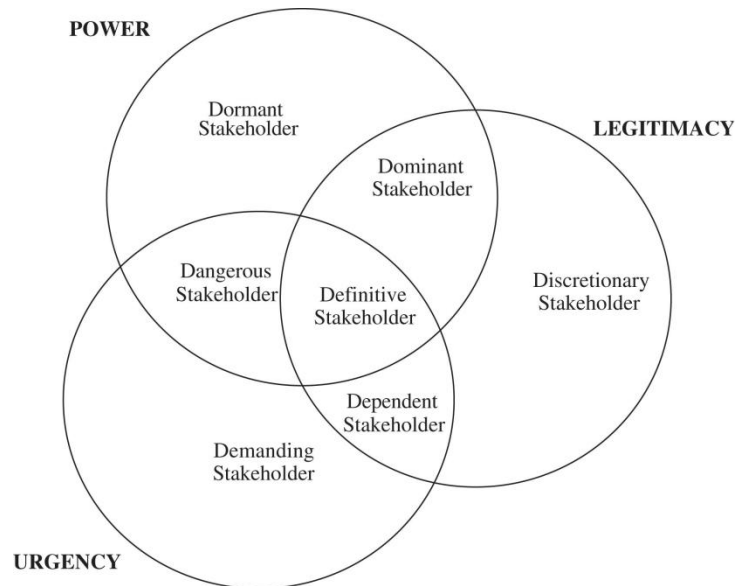 POWER
Dormant
Stakeholder
LEGITIMACY
Dominant
Stakeholder
Dangerous
Stakeholder
Definitive
Stakeholder
Discretionary
Stakeholder
Dependent
Stakeholder
Demanding
Stakeholder
URGENCY